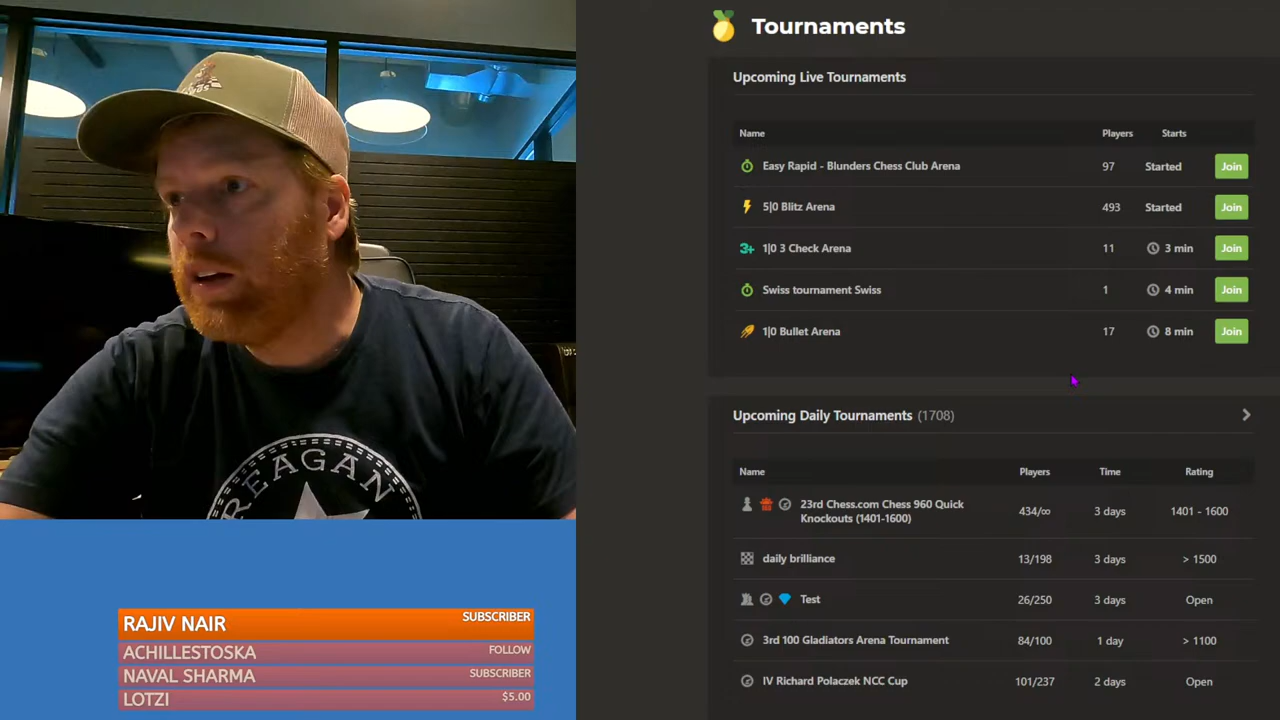 Tournaments
Upcoming Live Tournaments
Name Players Starts
Easy Rapid - Blunders Chess Club Arena 97 Started Join
5|0 Blitz Arena 493 Started Join
3+ 1|0 3 Check Arena 11 3 min Join
Swiss tournament Swiss 1 4 min Join
1|0 Bullet Arena 17 8 min Join
Upcoming Daily Tournaments (1708)
Name Players Time Rating
23rd Chess.com Chess 960 Quick
Knockouts (1401-1600) 434/∞ 3 days 1401 - 1600
daily brilliance 13/198 3 days > 1500
Test 26/250 3 days Open
3rd 100 Gladiators Arena Tournament 84/100 1 day > 1100
IV Richard Polaczek NCC Cup 101/237 2 days Open
REAGAN
RAJIV NAIR SUBSCRIBER
ACHILLESTOSKA FOLLOW
NAVAL SHARMA SUBSCRIBER
LOTZI $5.00